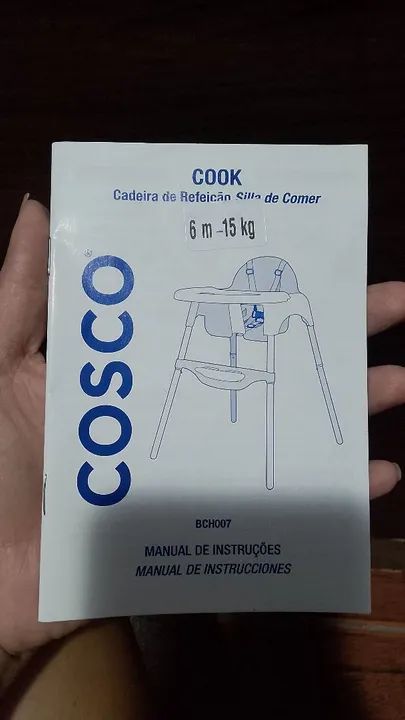 COOK
Cadeira de Refeição Silla de Comer
6 m -15 kg
COSCO®
BCH007
MANUAL DE INSTRUÇÕES
MANUAL DE INSTRUCCIONES